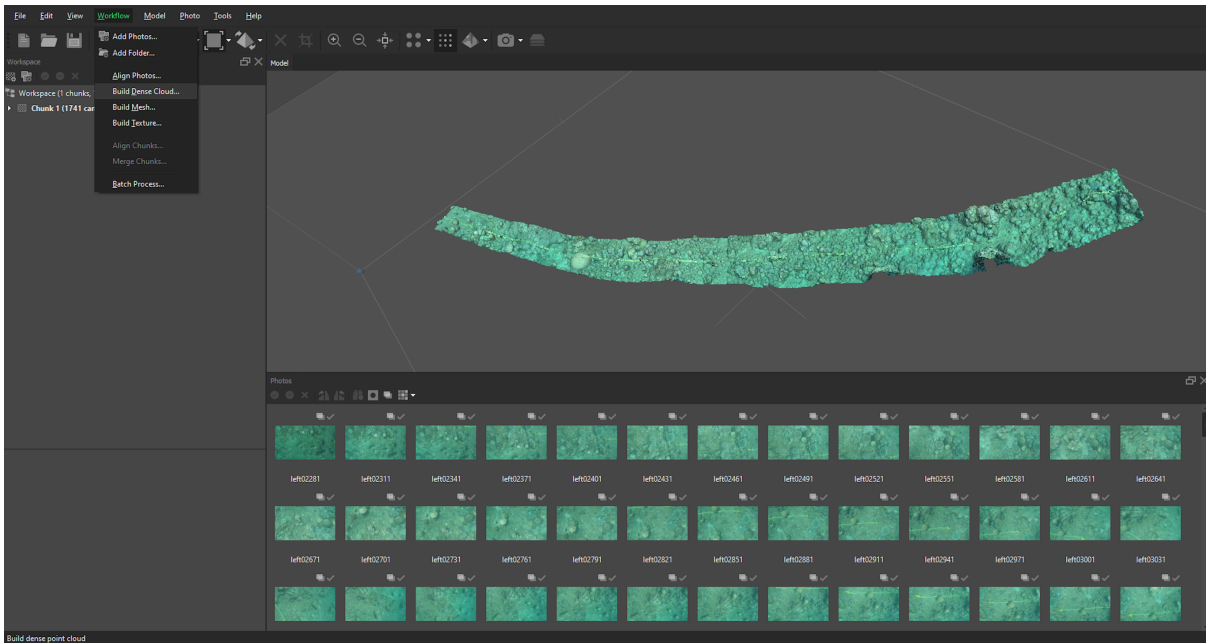 File Edit View Workflow Model Photo Tools Help
Add Photos...
Add Folder...
Workspace
Model
Align Photos...
Workspace (1 chunks,
Build Dense Cloud...
Chunk 1 (1741 car
Build Mesh...
Build Texture...
Align Chunks...
Merge Chunks...
Batch Process...
Photos
left02281 left02311 left02341 left02371 left02401 left02431 left02461 left02491 left02521 left02551 left02581 left02611 left02641
left02671 left02701 left02731 left02761 left02791 left02821 left02851 left02881 left02911 left02941 left02971 left03001 left03031
Build dense point cloud